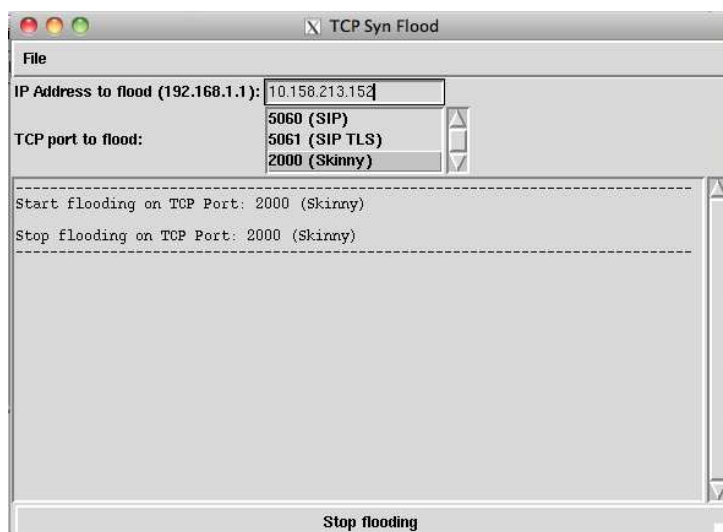 TCP Syn Flood
File
IP Address to flood (192.168.1.1): 10.158.213.152
TCP port to flood:
5060 (SIP)
5061 (SIP TLS)
2000 (Skinny)
Start flooding on TCP Port: 2000 (Skinny)
Stop flooding on TCP Port: 2000 (Skinny)
Stop flooding